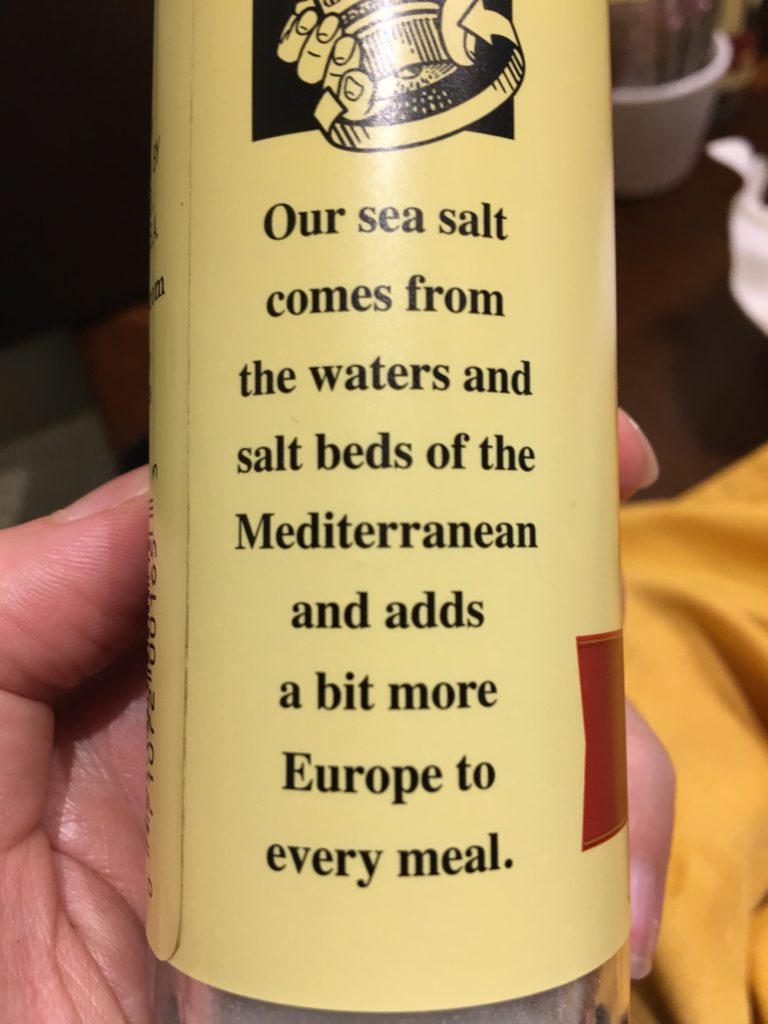 Our sea salt
comes from
the waters and
salt beds of the
Mediterranean
and adds
a bit more
Europe to
every meal.